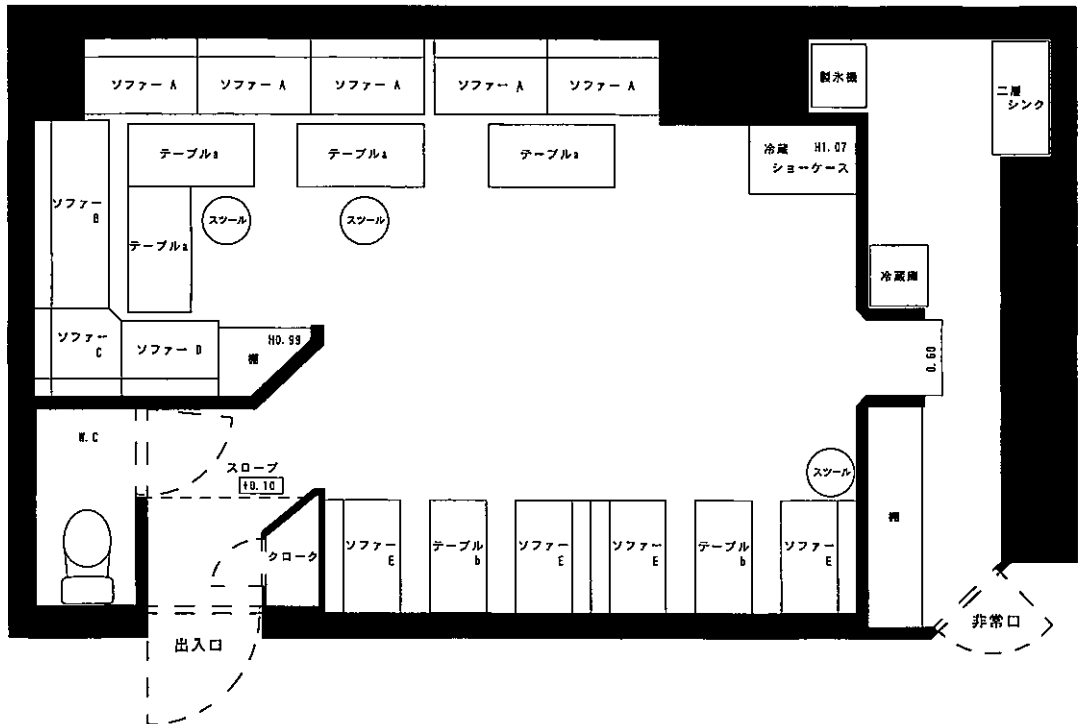 ソファー A
ソファー A
ソファー A
ソファー A
ソファー A
製氷機
二層
シンク
テーブルa
テーブルa
テーブルa
冷蔵 H1.07
ショーケース
ソファー
B
スツール
スツール
テーブルa
冷蔵庫
ソファー
C
ソファー D
棚
H0.99
0.60
W.C
スロープ
+0.10
スツール
クローク
ソファー
E
テーブル
b
ソファー
E
ソファー
E
テーブル
b
ソファー
E
棚
出入口
非常口